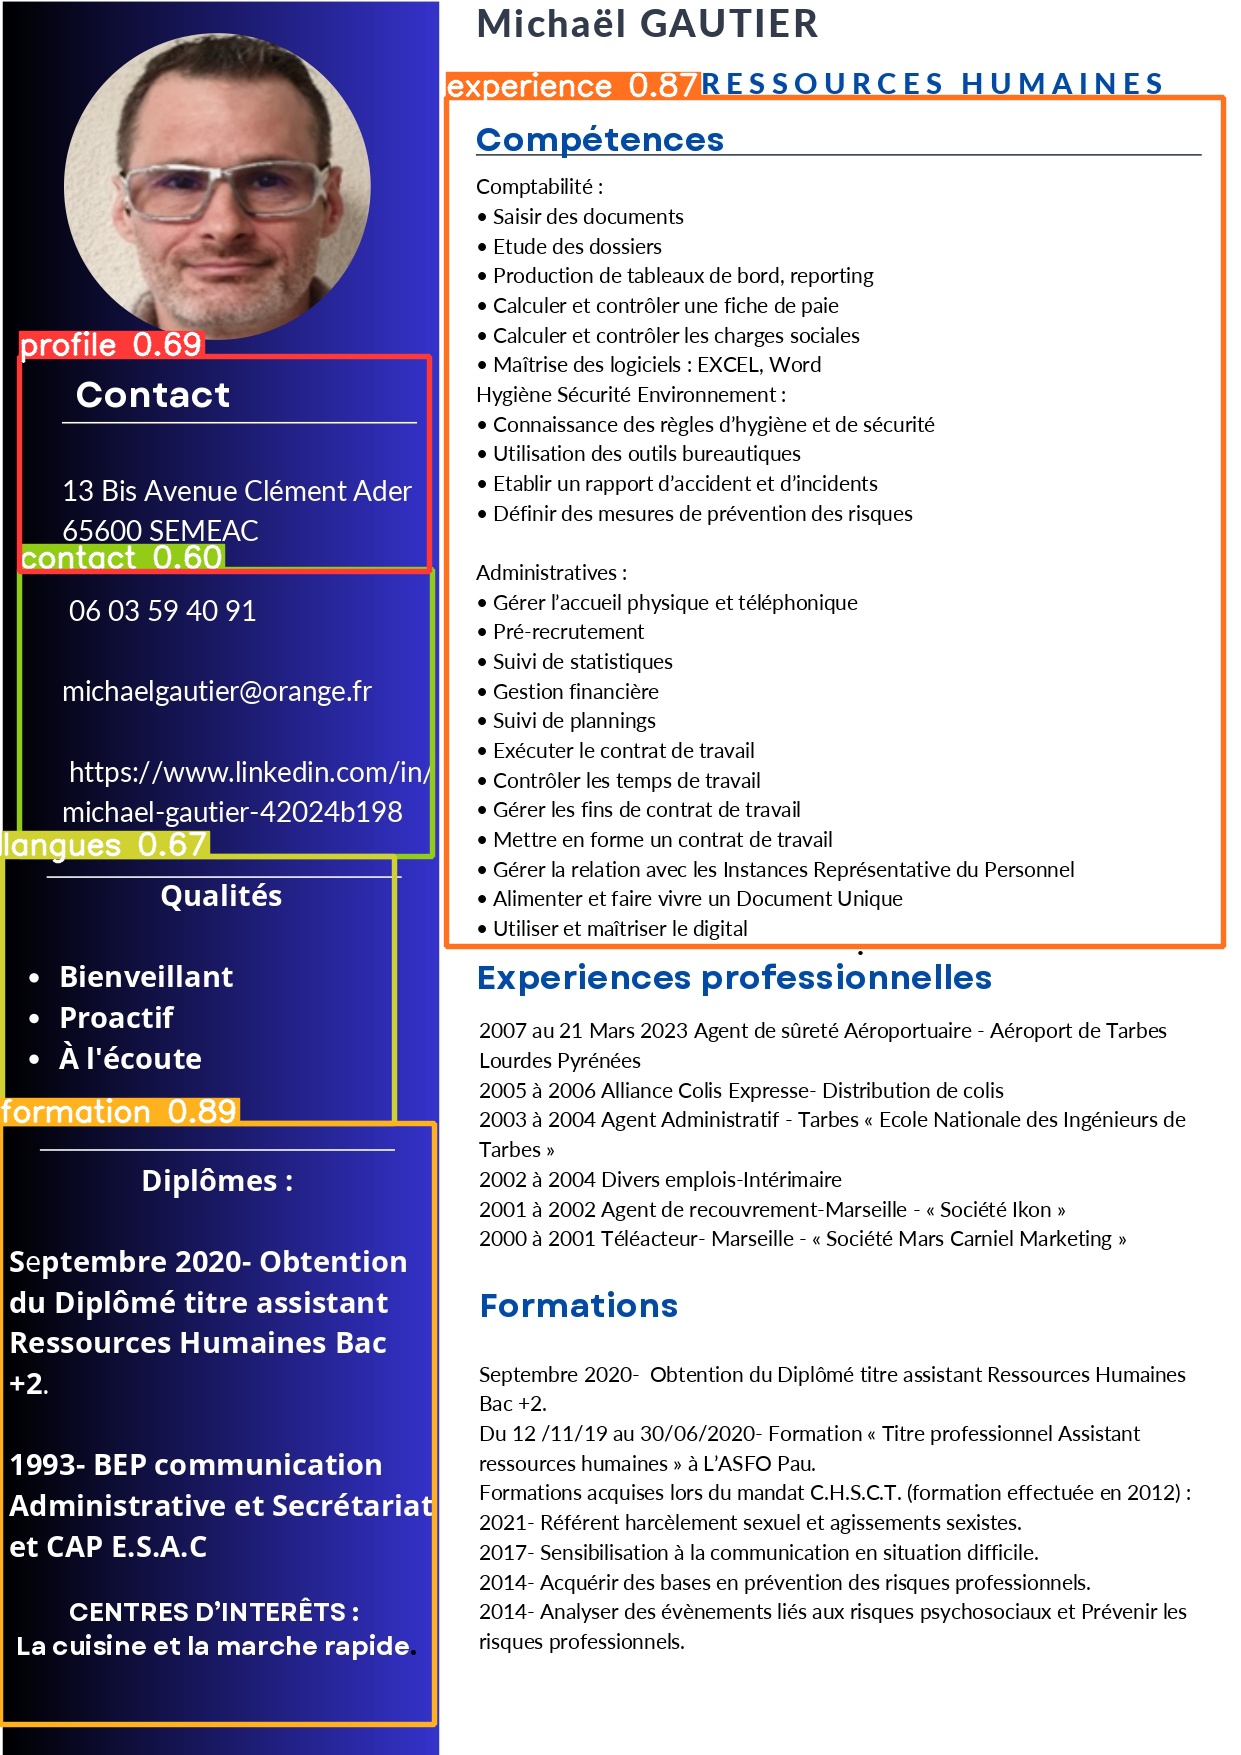 Michaël GAUTIER
RESSOURCES HUMAINES
experience 0.87
Compétences
Comptabilité :
• Saisir des documents
• Etude des dossiers
• Production de tableaux de bord, reporting
• Calculer et contrôler une fiche de paie
• Calculer et contrôler les charges sociales
• Maîtrise des logiciels : EXCEL, Word
Hygiène Sécurité Environnement :
• Connaissance des règles d’hygiène et de sécurité
• Utilisation des outils bureautiques
• Etablir un rapport d’accident et d’incidents
• Définir des mesures de prévention des risques
Administratives :
• Gérer l’accueil physique et téléphonique
• Pré-recrutement
• Suivi de statistiques
• Gestion financière
• Suivi de plannings
• Exécuter le contrat de travail
• Contrôler les temps de travail
• Gérer les fins de contrat de travail
• Mettre en forme un contrat de travail
• Gérer la relation avec les Instances Représentative du Personnel
• Alimenter et faire vivre un Document Unique
• Utiliser et maîtriser le digital
Experiences professionnelles
2007 au 21 Mars 2023 Agent de sûreté Aéroportuaire - Aéroport de Tarbes
Lourdes Pyrénées
2005 à 2006 Alliance Colis Expresse- Distribution de colis
2003 à 2004 Agent Administratif - Tarbes « Ecole Nationale des Ingénieurs de
Tarbes »
2002 à 2004 Divers emplois-Intérimaire
2001 à 2002 Agent de recouvrement-Marseille - « Société Ikon »
2000 à 2001 Téléacteur- Marseille - « Société Mars Carniel Marketing »
Formations
Septembre 2020- Obtention du Diplômé titre assistant Ressources Humaines
Bac +2.
Du 12 /11/19 au 30/06/2020- Formation « Titre professionnel Assistant
ressources humaines » à L’ASFO Pau.
Formations acquises lors du mandat C.H.S.C.T. (formation effectuée en 2012) :
2021- Référent harcèlement sexuel et agissements sexistes.
2017- Sensibilisation à la communication en situation difficile.
2014- Acquérir des bases en prévention des risques professionnels.
2014- Analyser des évènements liés aux risques psychosociaux et Prévenir les
risques professionnels.
profile 0.69
Contact
13 Bis Avenue Clément Ader
65600 SEMEAC
contact 0.60
06 03 59 40 91
michaelgautier@orange.fr
https://www.linkedin.com/in/
michael-gautier-42024b198
langues 0.67
Qualités
• Bienveillant
• Proactif
• À l'écoute
formation 0.89
Diplômes :
Septembre 2020- Obtention
du Diplômé titre assistant
Ressources Humaines Bac
+2.
1993- BEP communication
Administrative et Secrétariat
et CAP E.S.A.C
CENTRES D’INTERÊTS :
La cuisine et la marche rapide.